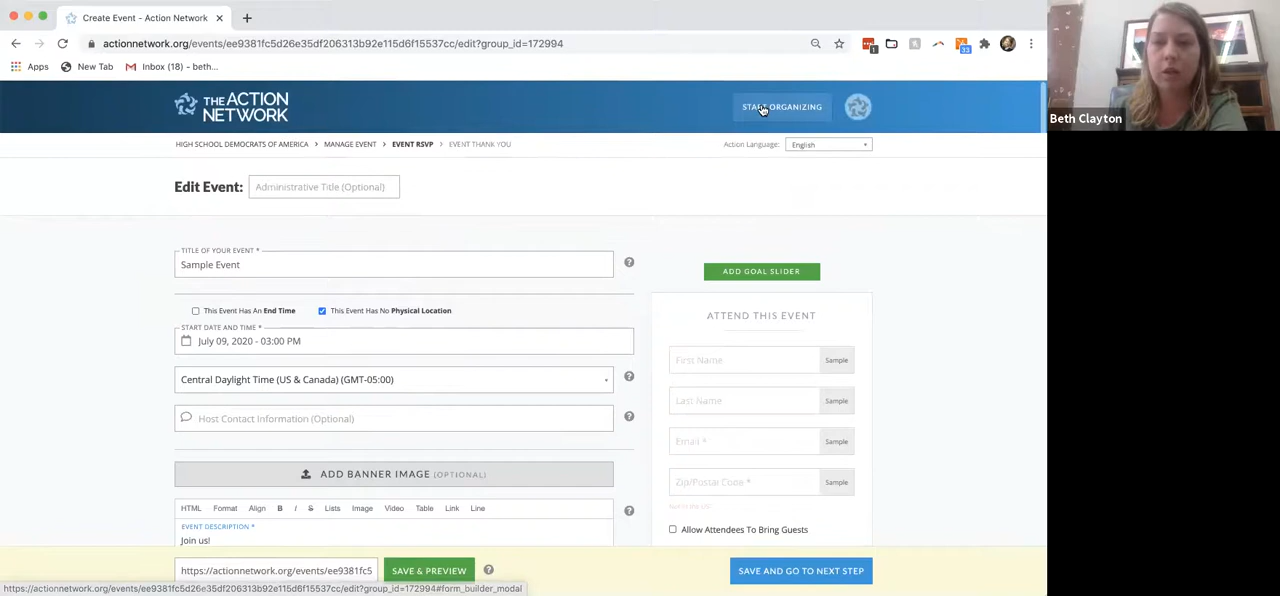 Create Event - Action Network
actionnetwork.org/events/ee9381fc5d26e35df206313b92e115d6f15537cc/edit?group_id=172994
1
33
Apps
New Tab
Inbox (18) - beth...
THE ACTION NETWORK
START ORGANIZING
HIGH SCHOOL DEMOCRATS OF AMERICA > MANAGE EVENT > EVENT RSVP > EVENT THANK YOU
Action Language:
English
Edit Event:
Administrative Title (Optional)
TITLE OF YOUR EVENT *
Sample Event
This Event Has An End Time
This Event Has No Physical Location
START DATE AND TIME *
July 09, 2020 - 03:00 PM
Central Daylight Time (US & Canada) (GMT-05:00)
Host Contact Information (Optional)
ADD BANNER IMAGE (OPTIONAL)
HTML Format Align B I S Lists Image Video Table Link Line
EVENT DESCRIPTION *
Join us!
ADD GOAL SLIDER
ATTEND THIS EVENT
First Name
Sample
Last Name
Sample
Email *
Sample
Zip/Postal Code *
Sample
Not in the US?
Allow Attendees To Bring Guests
https://actionnetwork.org/events/ee9381fc5
SAVE & PREVIEW
SAVE AND GO TO NEXT STEP
https://actionnetwork.org/events/ee9381fc5d26e35df206313b92e115d6f15537cc/edit?group_id=172994#form_builder_modal
Beth Clayton